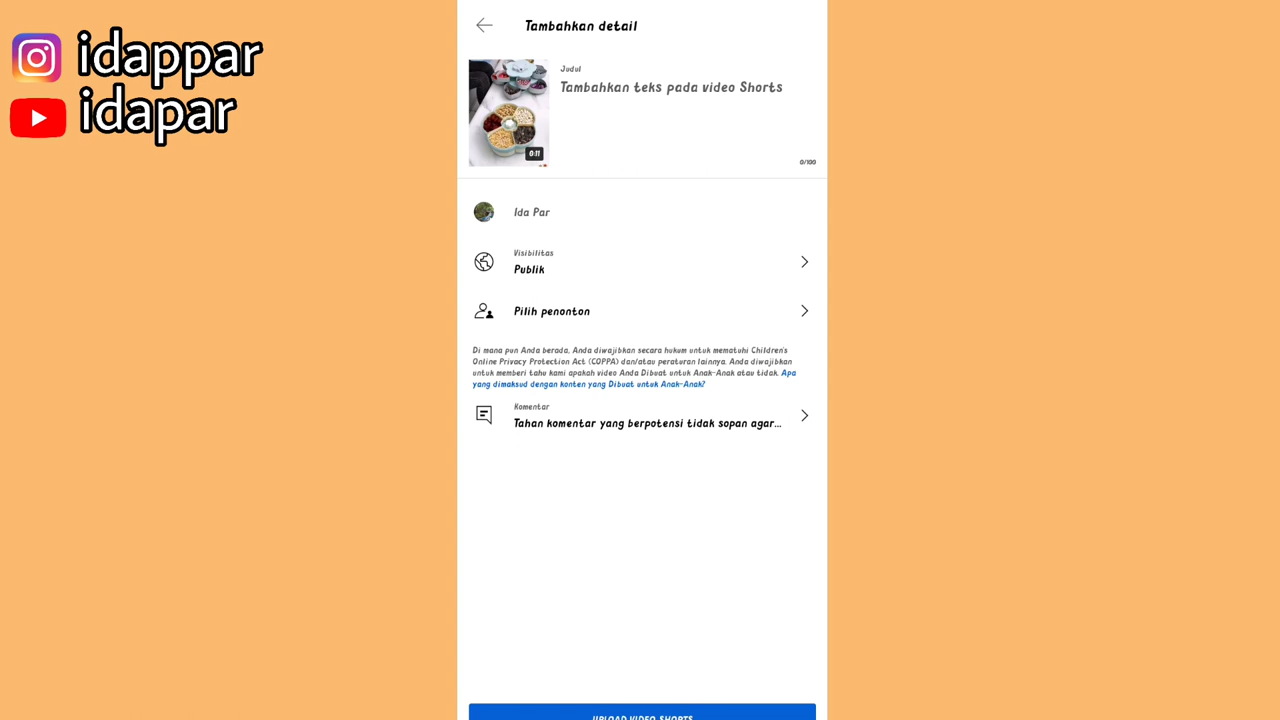 idappar
idapar
Tambahkan detail
Judul
Tambahkan teks pada video Shorts
0:11
0/100
Ida Par
Visibilitas
Publik
Pilih penonton
Di mana pun Anda berada, Anda diwajibkan secara hukum untuk mematuhi Children's
Online Privacy Protection Act (COPPA) dan/atau peraturan lainnya. Anda diwajibkan
untuk memberi tahu kami apakah video Anda Dibuat untuk Anak-Anak atau tidak. Apa
yang dimaksud dengan konten yang Dibuat untuk Anak-Anak?
Komentar
Tahan komentar yang berpotensi tidak sopan agar...
UPLOAD VIDEO SHORTS